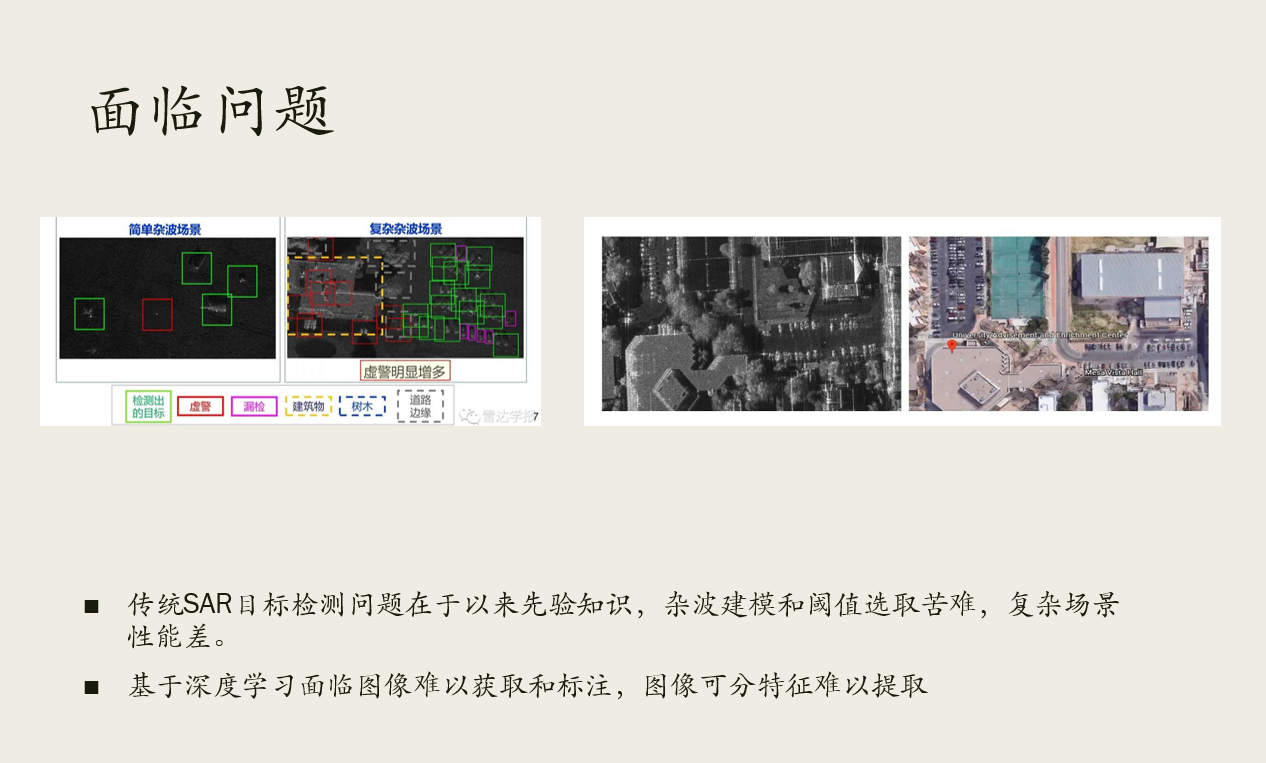 面临问题
简单杂波场景
复杂杂波场景
虚警明显增多
检测出
的目标
虚警
漏检
建筑物
树木
道路
边缘
雷达学报
7
University Advisement and Enrichment Center
Mesa Vista Hall
■ 传统SAR目标检测问题在于以来先验知识，杂波建模和阈值选取苦难，复杂场景
性能差。
■ 基于深度学习面临图像难以获取和标注，图像可分特征难以提取